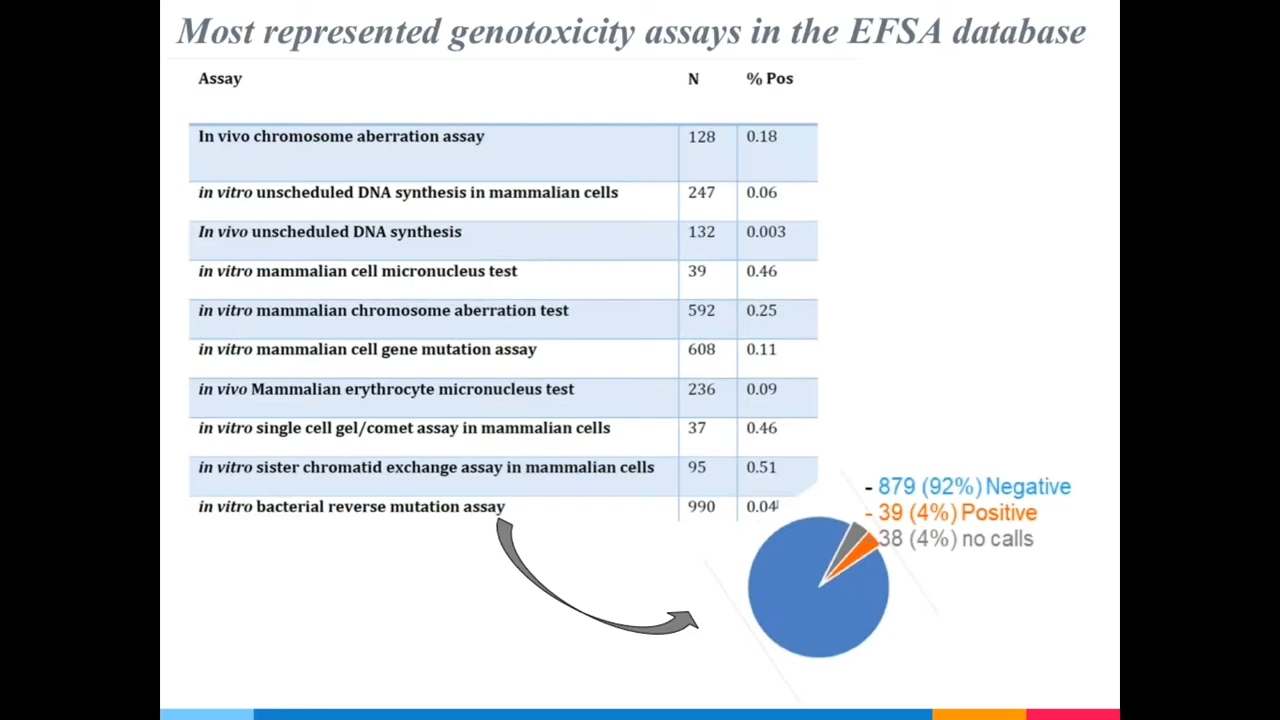 Most represented genotoxicity assays in the EFSA database
Assay N % Pos
In vivo chromosome aberration assay 128 0.18
in vitro unscheduled DNA synthesis in mammalian cells 247 0.06
In vivo unscheduled DNA synthesis 132 0.003
in vitro mammalian cell micronucleus test 39 0.46
in vitro mammalian chromosome aberration test 592 0.25
in vitro mammalian cell gene mutation assay 608 0.11
in vivo Mammalian erythrocyte micronucleus test 236 0.09
in vitro single cell gel/comet assay in mammalian cells 37 0.46
in vitro sister chromatid exchange assay in mammalian cells 95 0.51
in vitro bacterial reverse mutation assay 990 0.04
- 879 (92%) Negative
- 39 (4%) Positive
38 (4%) no calls